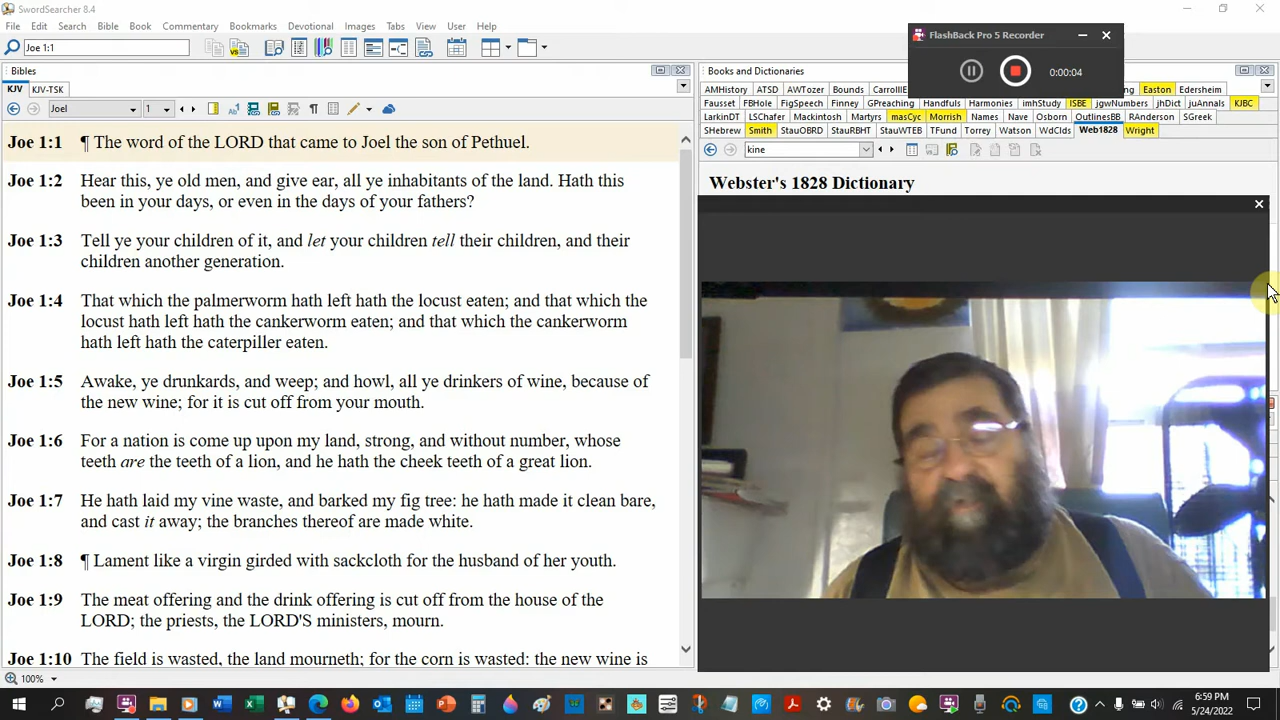 SwordSearcher 8.4
File Edit Search Bible Book Commentary Bookmarks Devotional Images Tabs View User Help
Joe 1:1
FlashBack Pro 5 Recorder
0:00:04
Bibles
KJV KJV-TSK
Joel 1
Joe 1:1 ¶ The word of the LORD that came to Joel the son of Pethuel.
Joe 1:2 Hear this, ye old men, and give ear, all ye inhabitants of the land. Hath this
been in your days, or even in the days of your fathers?
Joe 1:3 Tell ye your children of it, and let your children tell their children, and their
children another generation.
Joe 1:4 That which the palmerworm hath left hath the locust eaten; and that which the
locust hath left hath the cankerworm eaten; and that which the cankerworm
hath left hath the caterpiller eaten.
Joe 1:5 Awake, ye drunkards, and weep; and howl, all ye drinkers of wine, because of
the new wine; for it is cut off from your mouth.
Joe 1:6 For a nation is come up upon my land, strong, and without number, whose
teeth are the teeth of a lion, and he hath the cheek teeth of a great lion.
Joe 1:7 He hath laid my vine waste, and barked my fig tree: he hath made it clean bare,
and cast it away; the branches thereof are made white.
Joe 1:8 ¶ Lament like a virgin girded with sackcloth for the husband of her youth.
Joe 1:9 The meat offering and the drink offering is cut off from the house of the
LORD; the priests, the LORD'S ministers, mourn.
Joe 1:10 The field is wasted, the land mourneth; for the corn is wasted: the new wine is
100%
Books and Dictionaries
AMHistory ATSD AWTozer Bounds Easton Edersheim
Fausset FBHole FigSpeech Finney GPreaching Handfuls Harmonies imhStudy ISBE jgwNumbers jhDict juAnnals KJBC
LarkinDT LSChafer Mackintosh Martyrs masCyc Morrish Names Nave Osborn OutlinesBB RAnderson SGreek
SHebrew Smith StauOBRD StauRBHT StauWTEB TFund Torrey Watson WdClds Web1828 Wright
kine
Webster's 1828 Dictionary
6:59 PM
5/24/2022